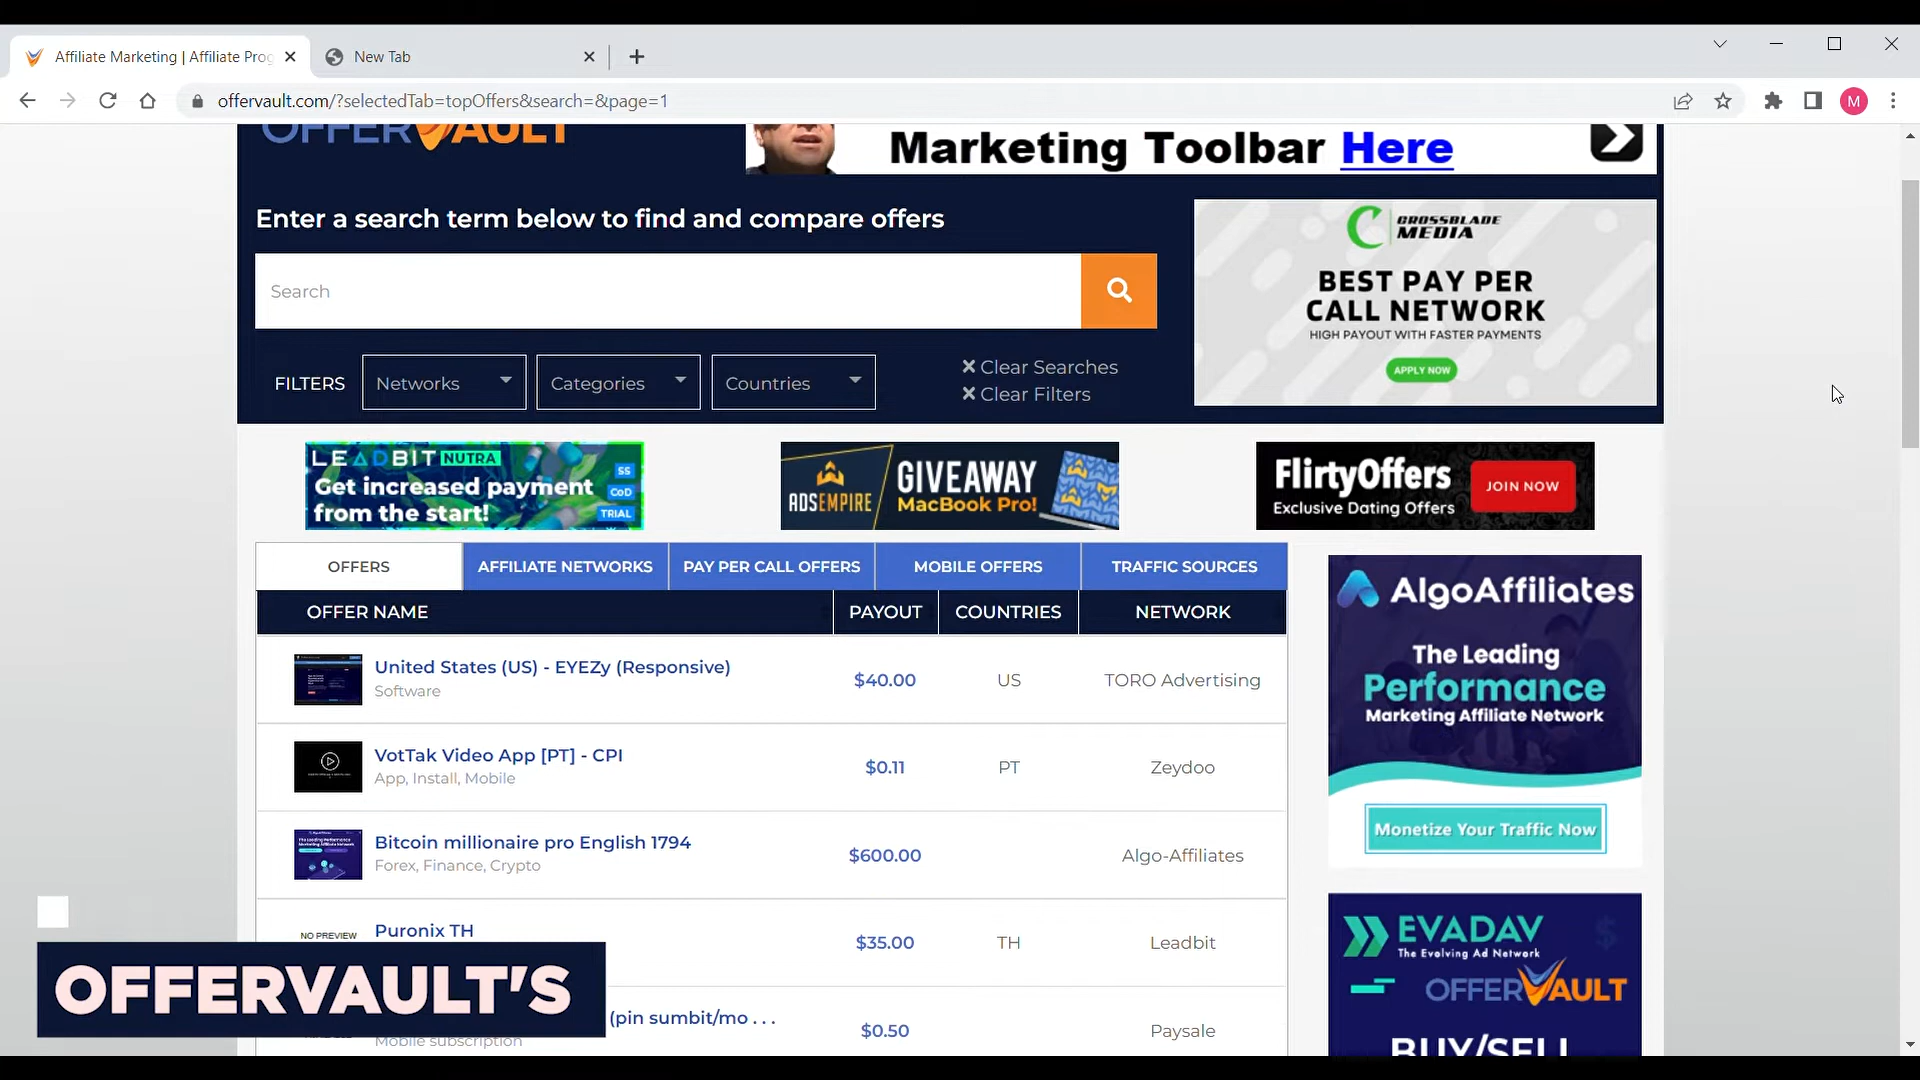 Affiliate Marketing | Affiliate Prog
New Tab
offervault.com/?selectedTab=topOffers&search=&page=1
M
OFFERVAULT
Marketing Toolbar Here
Enter a search term below to find and compare offers
Search
FILTERS
Networks
Categories
Countries
Clear Searches
Clear Filters
CROSSBLADE
MEDIA
BEST PAY PER
CALL NETWORK
HIGH PAYOUT WITH FASTER PAYMENTS
APPLY NOW
LEADBIT NUTRA
Get increased payment
from the start!
SS
CoD
TRIAL
ADSEMPIRE
GIVEAWAY
MacBook Pro!
FlirtyOffers
Exclusive Dating Offers
JOIN NOW
OFFERS
AFFILIATE NETWORKS
PAY PER CALL OFFERS
MOBILE OFFERS
TRAFFIC SOURCES
OFFER NAME
PAYOUT
COUNTRIES
NETWORK
United States (US) - EYEZy (Responsive)
Software
$40.00
US
TORO Advertising
VotTak Video App [PT] - CPI
App, Install, Mobile
$0.11
PT
Zeydoo
Bitcoin millionaire pro English 1794
Forex, Finance, Crypto
$600.00
Algo-Affiliates
NO PREVIEW
Puronix TH
$35.00
TH
Leadbit
(pin sumbit/mo . . .
Mobile subscription
$0.50
Paysale
AlgoAffiliates
The Leading
Performance
Marketing Affiliate Network
Monetize Your Traffic Now
EVADAV
The Evolving Ad Network
OFFERVAULT
BUY/SELL
OFFERVAULT'S